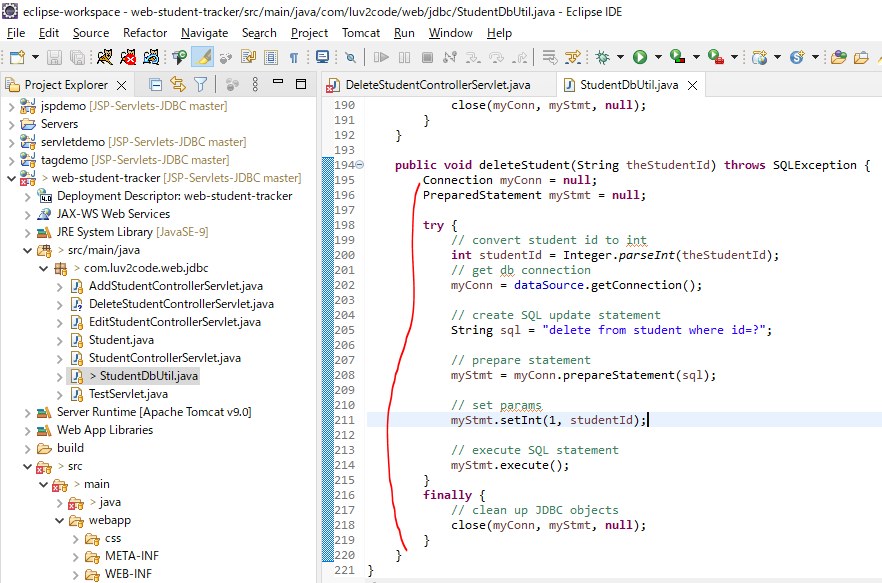 eclipse-workspace - web-student-tracker/src/main/java/com/luv2code/web/jdbc/StudentDbUtil.java - Eclipse IDE
File Edit Source Refactor Navigate Search Project Tomcat Run Window Help
Project Explorer
jspdemo [JSP-Servlets-JDBC master]
Servers
servletdemo [JSP-Servlets-JDBC master]
tagdemo [JSP-Servlets-JDBC master]
> web-student-tracker [JSP-Servlets-JDBC master]
Deployment Descriptor: web-student-tracker
JAX-WS Web Services
JRE System Library [JavaSE-9]
> src/main/java
> com.luv2code.web.jdbc
AddStudentControllerServlet.java
DeleteStudentControllerServlet.java
EditStudentControllerServlet.java
Student.java
StudentControllerServlet.java
> StudentDbUtil.java
TestServlet.java
Server Runtime [Apache Tomcat v9.0]
Web App Libraries
build
> src
> main
> java
webapp
css
META-INF
WEB-INF
DeleteStudentControllerServlet.java StudentDbUtil.java
190 close(myConn, myStmt, null);
191 }
192 }
193
194 public void deleteStudent(String theStudentId) throws SQLException {
195 Connection myConn = null;
196 PreparedStatement myStmt = null;
197
198 try {
199 // convert student id to int
200 int studentId = Integer.parseInt(theStudentId);
201 // get db connection
202 myConn = dataSource.getConnection();
203
204 // create SQL update statement
205 String sql = "delete from student where id=?";
206
207 // prepare statement
208 myStmt = myConn.prepareStatement(sql);
209
210 // set params
211 myStmt.setInt(1, studentId);
212
213 // execute SQL statement
214 myStmt.execute();
215 }
216 finally {
217 // clean up JDBC objects
218 close(myConn, myStmt, null);
219 }
220 }
221 }